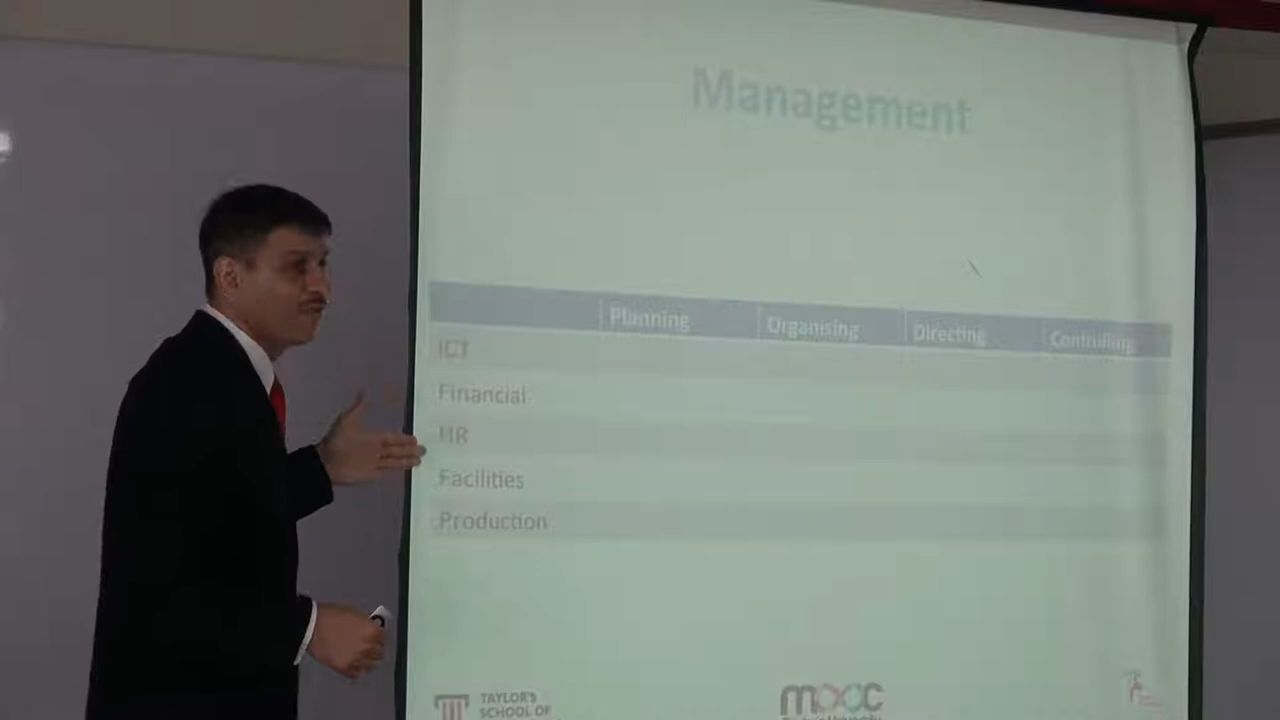 Management
Planning Organising Directing Controlling
ICT
Financial
HR
Facilities
Production
TAYLOR'S
SCHOOL OF
mooc